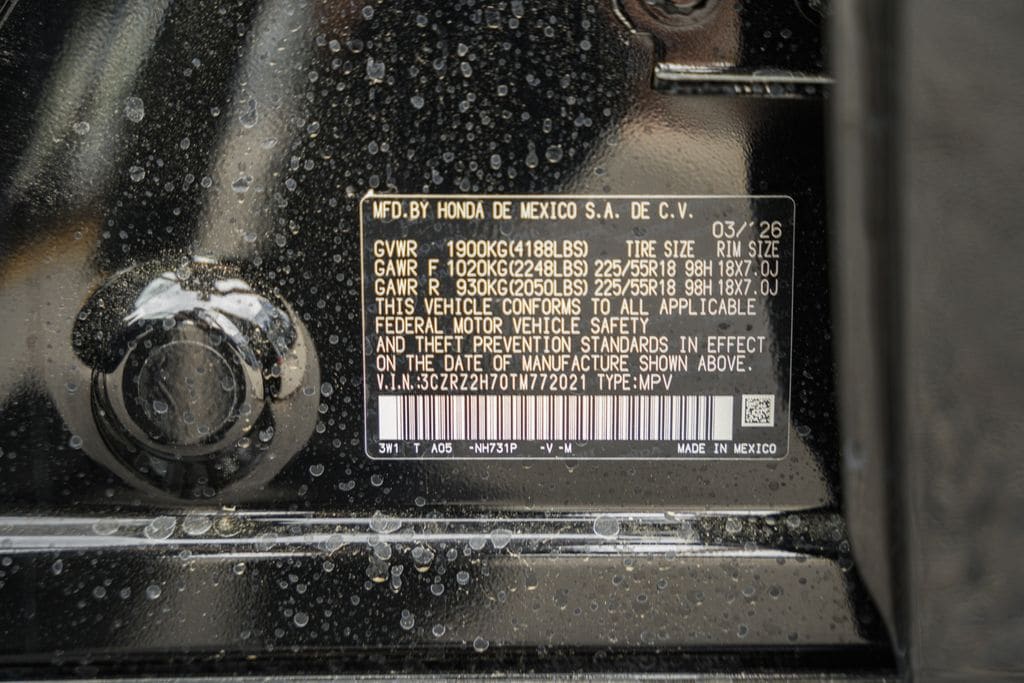 MFD.BY HONDA DE MEXICO S.A. DE C.V.
03/'26
GVWR 1900KG(4188LBS) TIRE SIZE RIM SIZE
GAWR F 1020KG(2248LBS) 225/55R18 98H 18X7.0J
GAWR R 930KG(2050LBS) 225/55R18 98H 18X7.0J
THIS VEHICLE CONFORMS TO ALL APPLICABLE
FEDERAL MOTOR VEHICLE SAFETY
AND THEFT PREVENTION STANDARDS IN EFFECT
ON THE DATE OF MANUFACTURE SHOWN ABOVE.
V.I.N.:3CZRZ2H70TM772021 TYPE:MPV
3W1 T A05 -NH731P -V -M MADE IN MEXICO